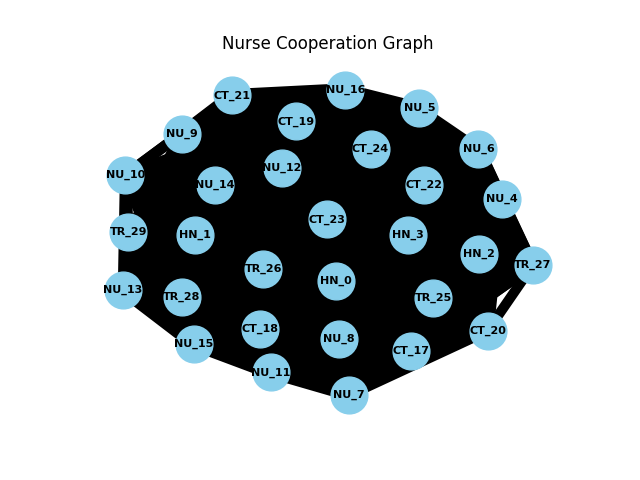 Nurse Cooperation Graph
NU_16
CT_21
NU_5
CT_19
NU_9
CT_24
NU_6
NU_12
NU_10
NU_14
CT_22
NU_4
CT_23
TR_29
HN_1
HN_3
HN_2
TR_27
TR_26
HN_0
NU_13
TR_28
TR_25
CT_18
CT_20
NU_8
NU_15
CT_17
NU_11
NU_7